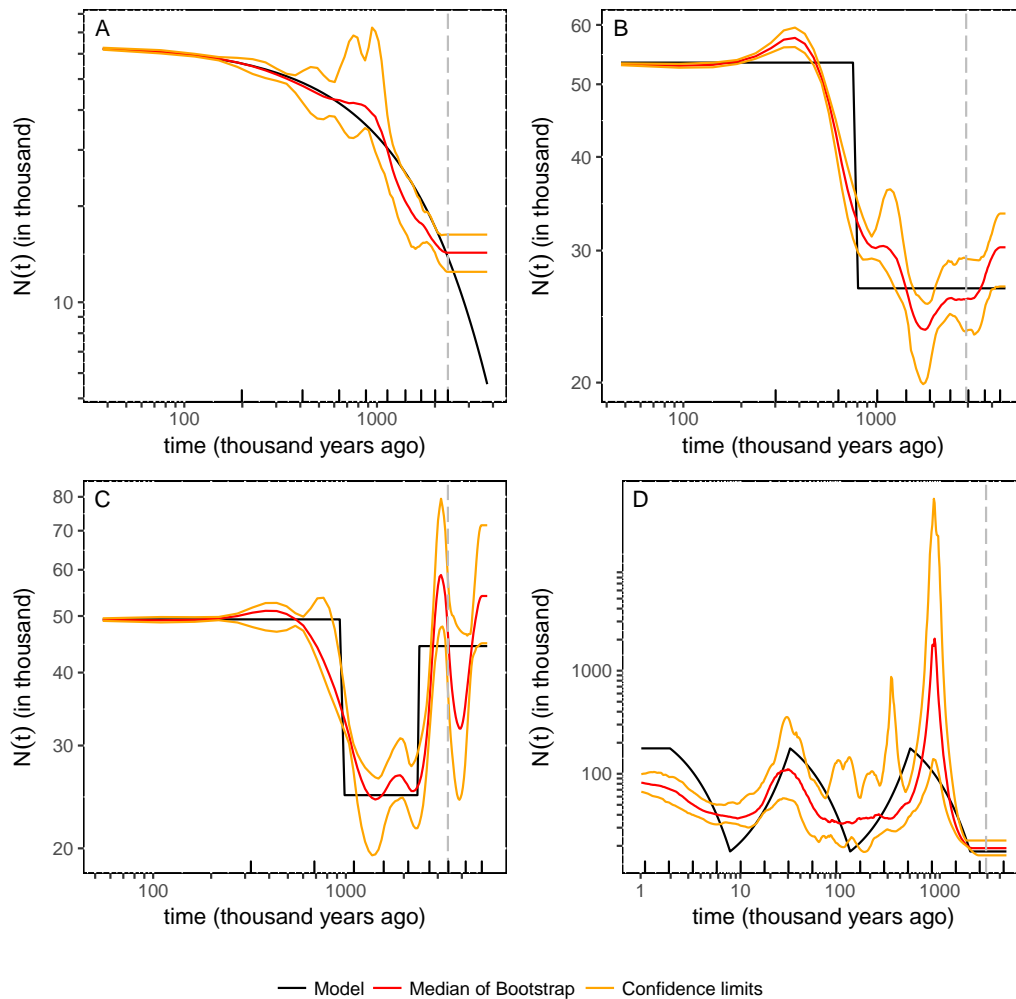 A
N(t) (in thousand)
10
100
1000
time (thousand years ago)
B
N(t) (in thousand)
60
50
40
30
20
100
1000
time (thousand years ago)
C
N(t) (in thousand)
80
70
60
50
40
30
20
100
1000
time (thousand years ago)
D
N(t) (in thousand)
1000
100
1
10
100
1000
time (thousand years ago)
Model Median of Bootstrap Confidence limits